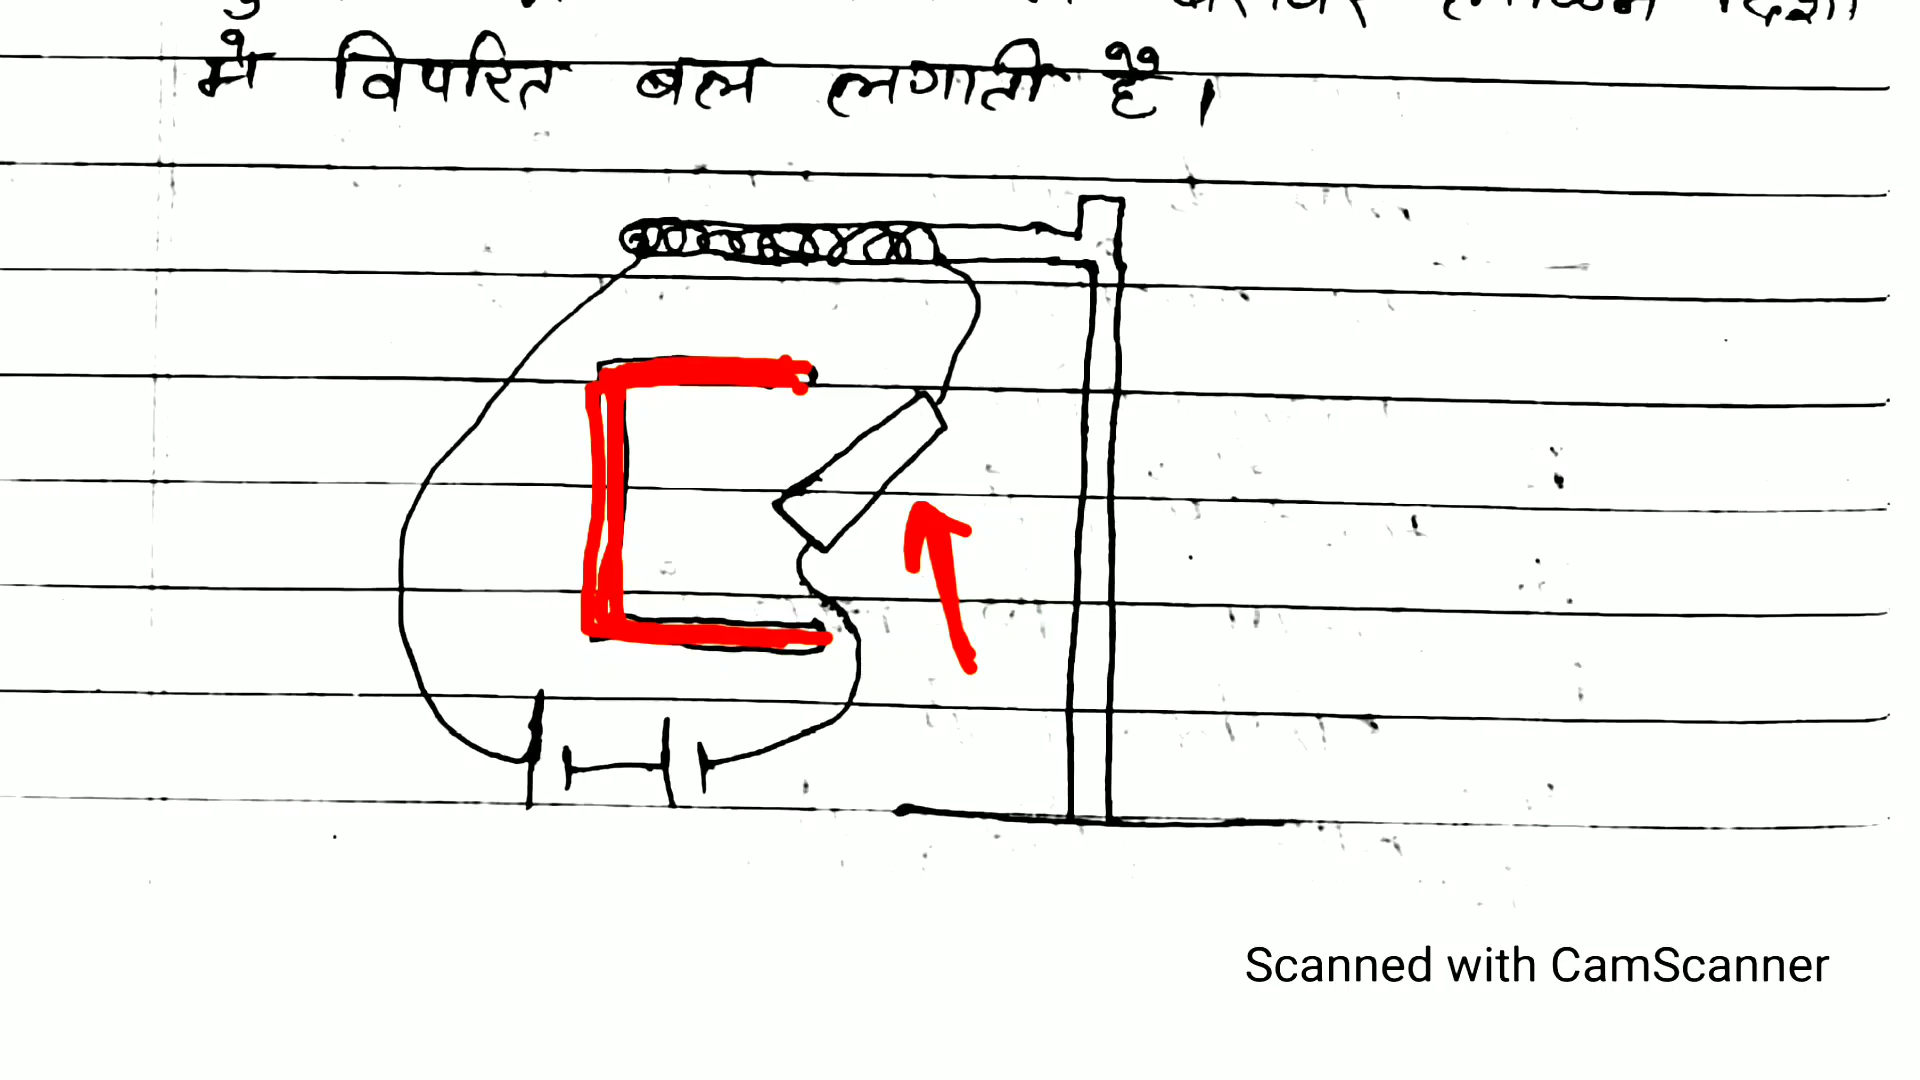 में विपरित बल लगाती हैं।
Scanned with CamScanner